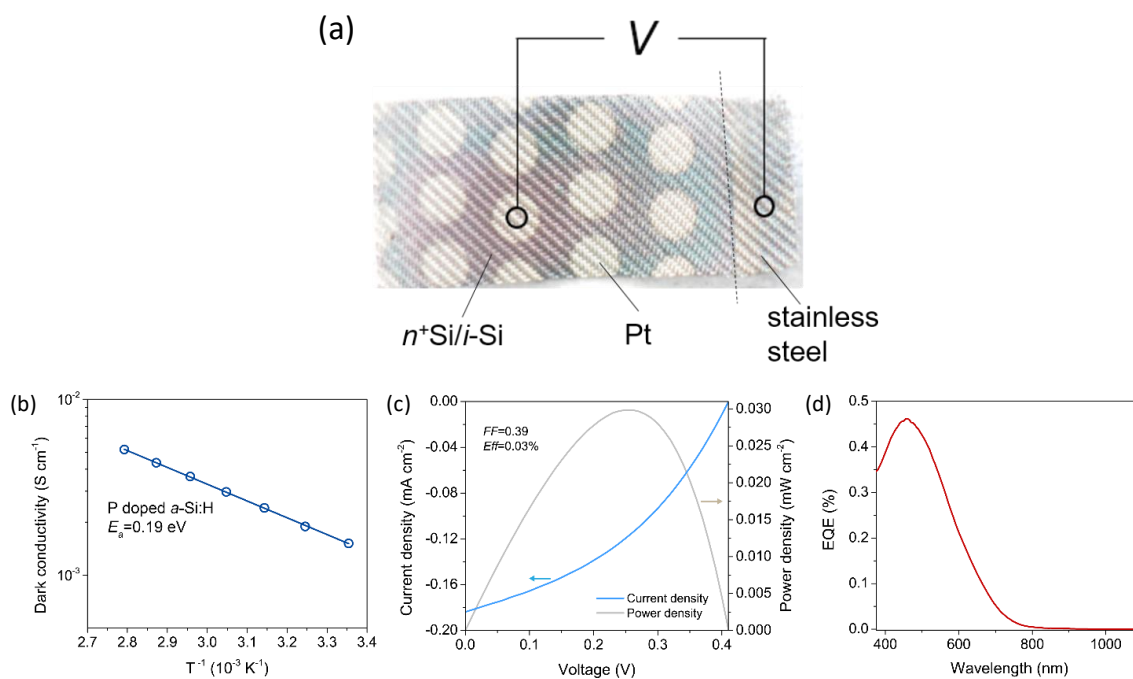 (a)
V
n⁺Si/i-Si
Pt
stainless
steel
(b)
10⁻²
10⁻³
Dark conductivity (S cm⁻¹)
P doped a-Si:H
Eₐ=0.19 eV
2.7 2.8 2.9 3.0 3.1 3.2 3.3 3.4
T⁻¹ (10⁻³ K⁻¹)
(c)
0.00
-0.04
-0.08
-0.12
-0.16
-0.20
Current density (mA cm⁻²)
FF=0.39
Eff=0.03%
Current density
Power density
0.030
0.025
0.020
0.015
0.010
0.005
0.000
Power density (mW cm⁻²)
0.0 0.1 0.2 0.3 0.4
Voltage (V)
(d)
0.5
0.4
0.3
0.2
0.1
0.0
EQE (%)
400 600 800 1000
Wavelength (nm)